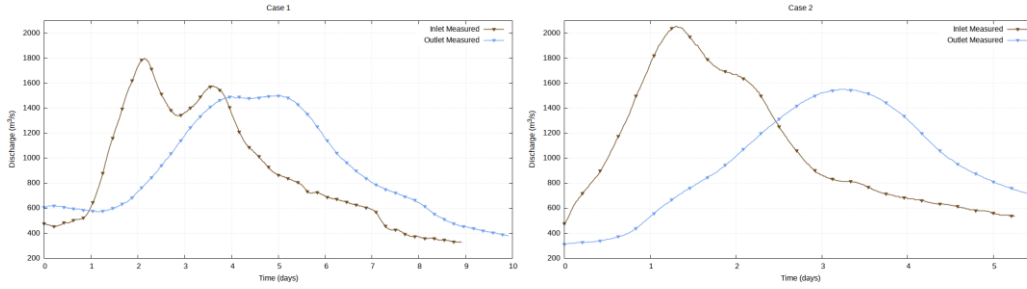 Case 1
Inlet Measured
Outlet Measured
Discharge (m³/s)
2000
1800
1600
1400
1200
1000
800
600
400
200
0 1 2 3 4 5 6 7 8 9 10
Time (days)
Case 2
Inlet Measured
Outlet Measured
Discharge (m³/s)
2000
1800
1600
1400
1200
1000
800
600
400
200
0 1 2 3 4 5
Time (days)